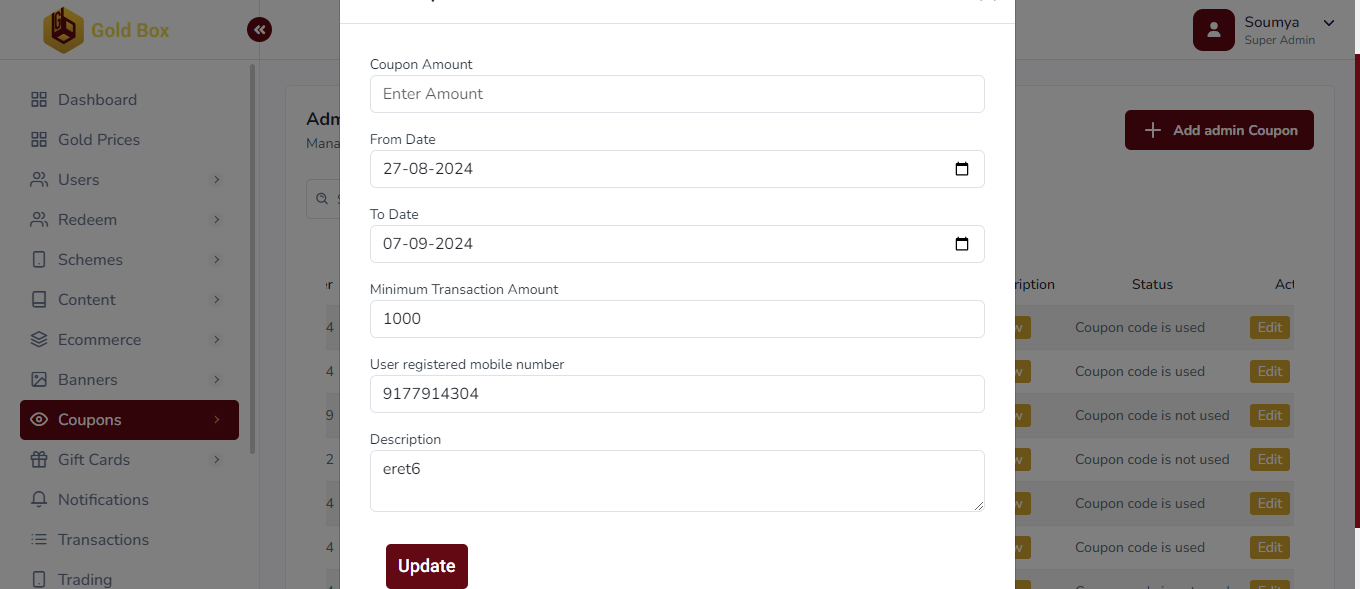 Gold Box
Soumya
Super Admin
Dashboard
Gold Prices
Users
Redeem
Schemes
Content
Ecommerce
Banners
Coupons
Gift Cards
Notifications
Transactions
Trading
Adm
Mana
Add admin Coupon
Coupon Amount
Enter Amount
From Date
27-08-2024
To Date
07-09-2024
Minimum Transaction Amount
1000
User registered mobile number
9177914304
Description
eret6
Update
er ription Status Act
4 w Coupon code is used Edit
4 w Coupon code is used Edit
9 w Coupon code is not used Edit
2 w Coupon code is not used Edit
4 w Coupon code is used Edit
4 w Coupon code is used Edit